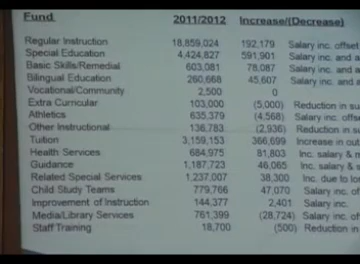 Fund 2011/2012 Increase/(Decrease)
Regular Instruction 18,859,024 192,179 Salary inc. offset
Special Education 4,424,827 591,901 Salary inc. and a
Basic Skills/Remedial 603,081 78,087 Salary inc. and a
Bilingual Education 260,668 45,607 Salary inc. and
Vocational/Community 2,500 0
Extra Curricular 103,000 (5,000) Reduction in su
Athletics 635,379 (4,568) Salary inc. offs
Other Instructional 136,783 (2,936) Reduction in su
Tuition 3,159,153 366,699 Increase in out
Health Services 684,975 81,803 Inc. salary & m
Guidance 1,187,723 46,065 Inc. salary & s
Related Special Services 1,237,007 38,300 Inc. due to lo
Child Study Teams 779,766 47,070 Salary inc. of
Improvement of Instruction 144,377 2,401 Salary inc.
Media/Library Services 761,399 (28,724) Salary inc. of
Staff Training 18,700 (500) Reduction in